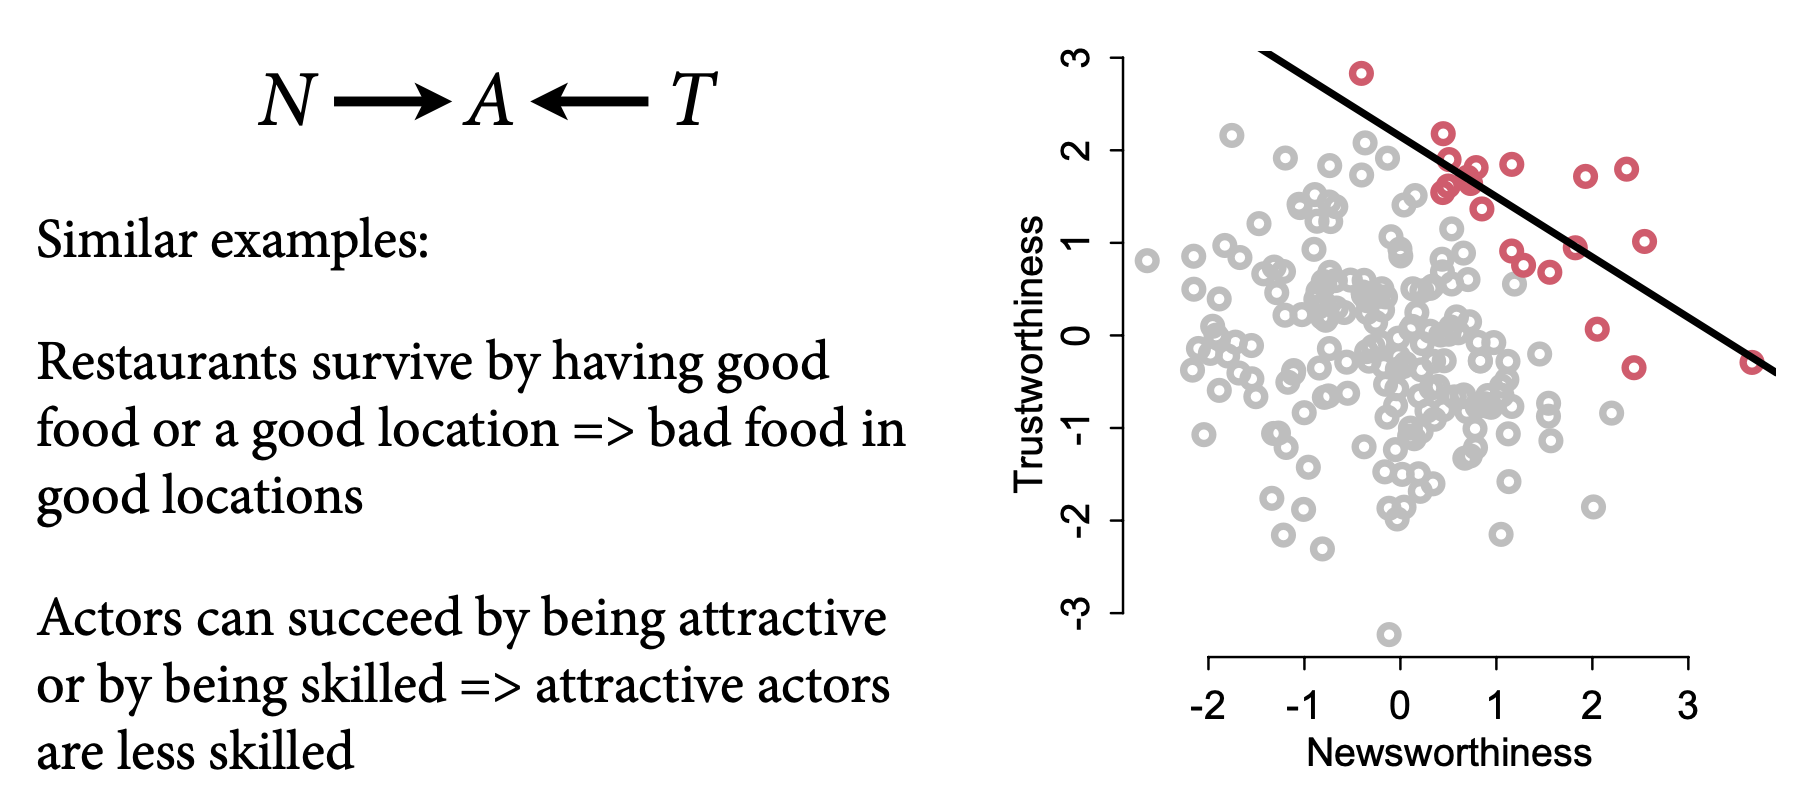 N → A ← T
Similar examples:
Restaurants survive by having good
food or a good location => bad food in
good locations
Actors can succeed by being attractive
or by being skilled => attractive actors
are less skilled
Trustworthiness
3
2
1
0
-1
-2
-3
-2 -1 0 1 2 3
Newsworthiness